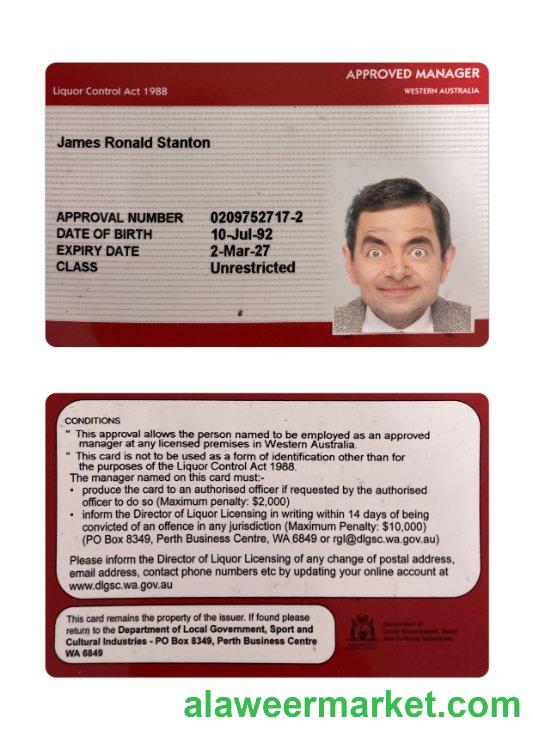 APPROVED MANAGER
Liquor Control Act 1988
WESTERN AUSTRALIA
James Ronald Stanton
APPROVAL NUMBER 0209752717-2
DATE OF BIRTH 10-Jul-92
EXPIRY DATE 2-Mar-27
CLASS Unrestricted
CONDITIONS
" This approval allows the person named to be employed as an approved
manager at any licensed premises in Western Australia.
" This card is not to be used as a form of identification other than for
the purposes of the Liquor Control Act 1988.
The manager named on this card must:-
• produce the card to an authorised officer if requested by the authorised
officer to do so (Maximum penalty: $2,000)
• inform the Director of Liquor Licensing in writing within 14 days of being
convicted of an offence in any jurisdiction (Maximum Penalty: $10,000)
(PO Box 8349, Perth Business Centre, WA 6849 or rgl@dlgsc.wa.gov.au)
Please inform the Director of Liquor Licensing of any change of postal address,
email address, contact phone numbers etc by updating your online account at
www.dlgsc.wa.gov.au
This card remains the property of the issuer. If found please
return to the Department of Local Government, Sport and
Cultural Industries - PO Box 8349, Perth Business Centre
WA 6849
Department of
Local Government, Sport
and Cultural Industries
alaweermarket.com